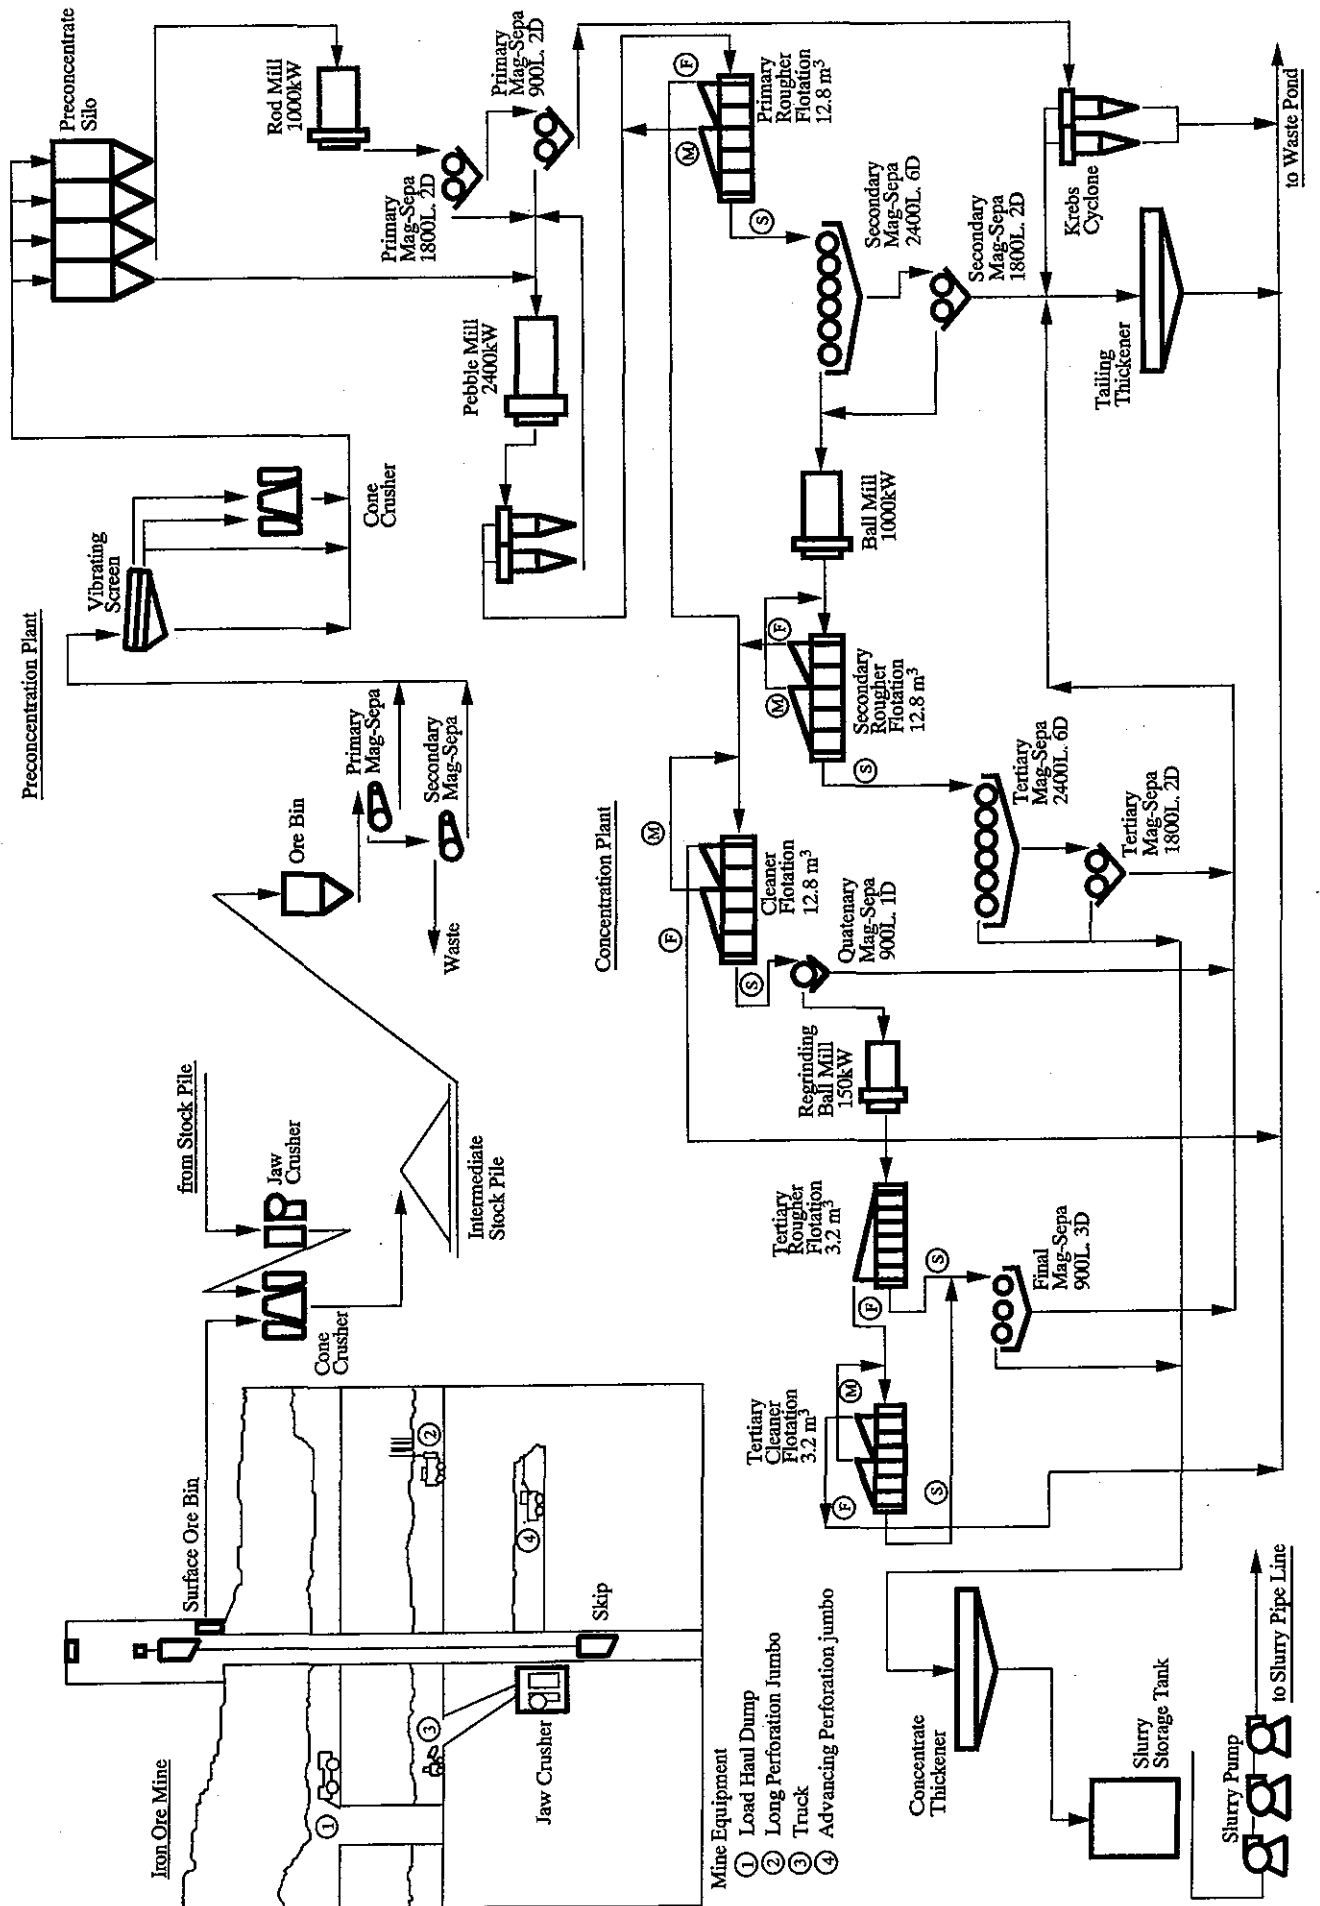 Iron Ore Mine
Surface Ore Bin
Skip
Jaw Crusher
1
2
3
4
Mine Equipment
1 Load Haul Dump
2 Long Perforation Jumbo
3 Truck
4 Advancing Perforation jumbo
from Stock Pile
Jaw
Crusher
Cone
Crusher
Intermediate
Stock Pile
Preconcentration Plant
Ore Bin
Primary
Mag-Sepa
Secondary
Mag-Sepa
Waste
Vibrating
Screen
Cone
Crusher
Preconcentrate
Silo
Rod Mill
1000kW
Primary
Mag-Sepa
1800L. 2D
Primary
Mag-Sepa
900L. 2D
Pebble Mill
2400kW
Concentration Plant
F
M
Primary
Rougher
Flotation
12.8 m³
S
Secondary
Mag-Sepa
2400L. 6D
Secondary
Mag-Sepa
1800L. 2D
Krebs
Cyclone
Tailing
Thickener
to Waste Pond
Ball Mill
1000kW
F
M
Secondary
Rougher
Flotation
12.8 m³
S
Tertiary
Mag-Sepa
2400L. 6D
Tertiary
Mag-Sepa
1800L. 2D
M
F
Cleaner
Flotation
12.8 m³
S
Quatenary
Mag-Sepa
900L. 1D
Regrinding
Ball Mill
150kW
Tertiary
Rougher
Flotation
3.2 m³
F
S
Final
Mag-Sepa
900L. 3D
Tertiary
Cleaner
Flotation
3.2 m³
M
F
S
Concentrate
Thickener
Slurry
Storage Tank
Slurry Pump
to Slurry Pipe Line